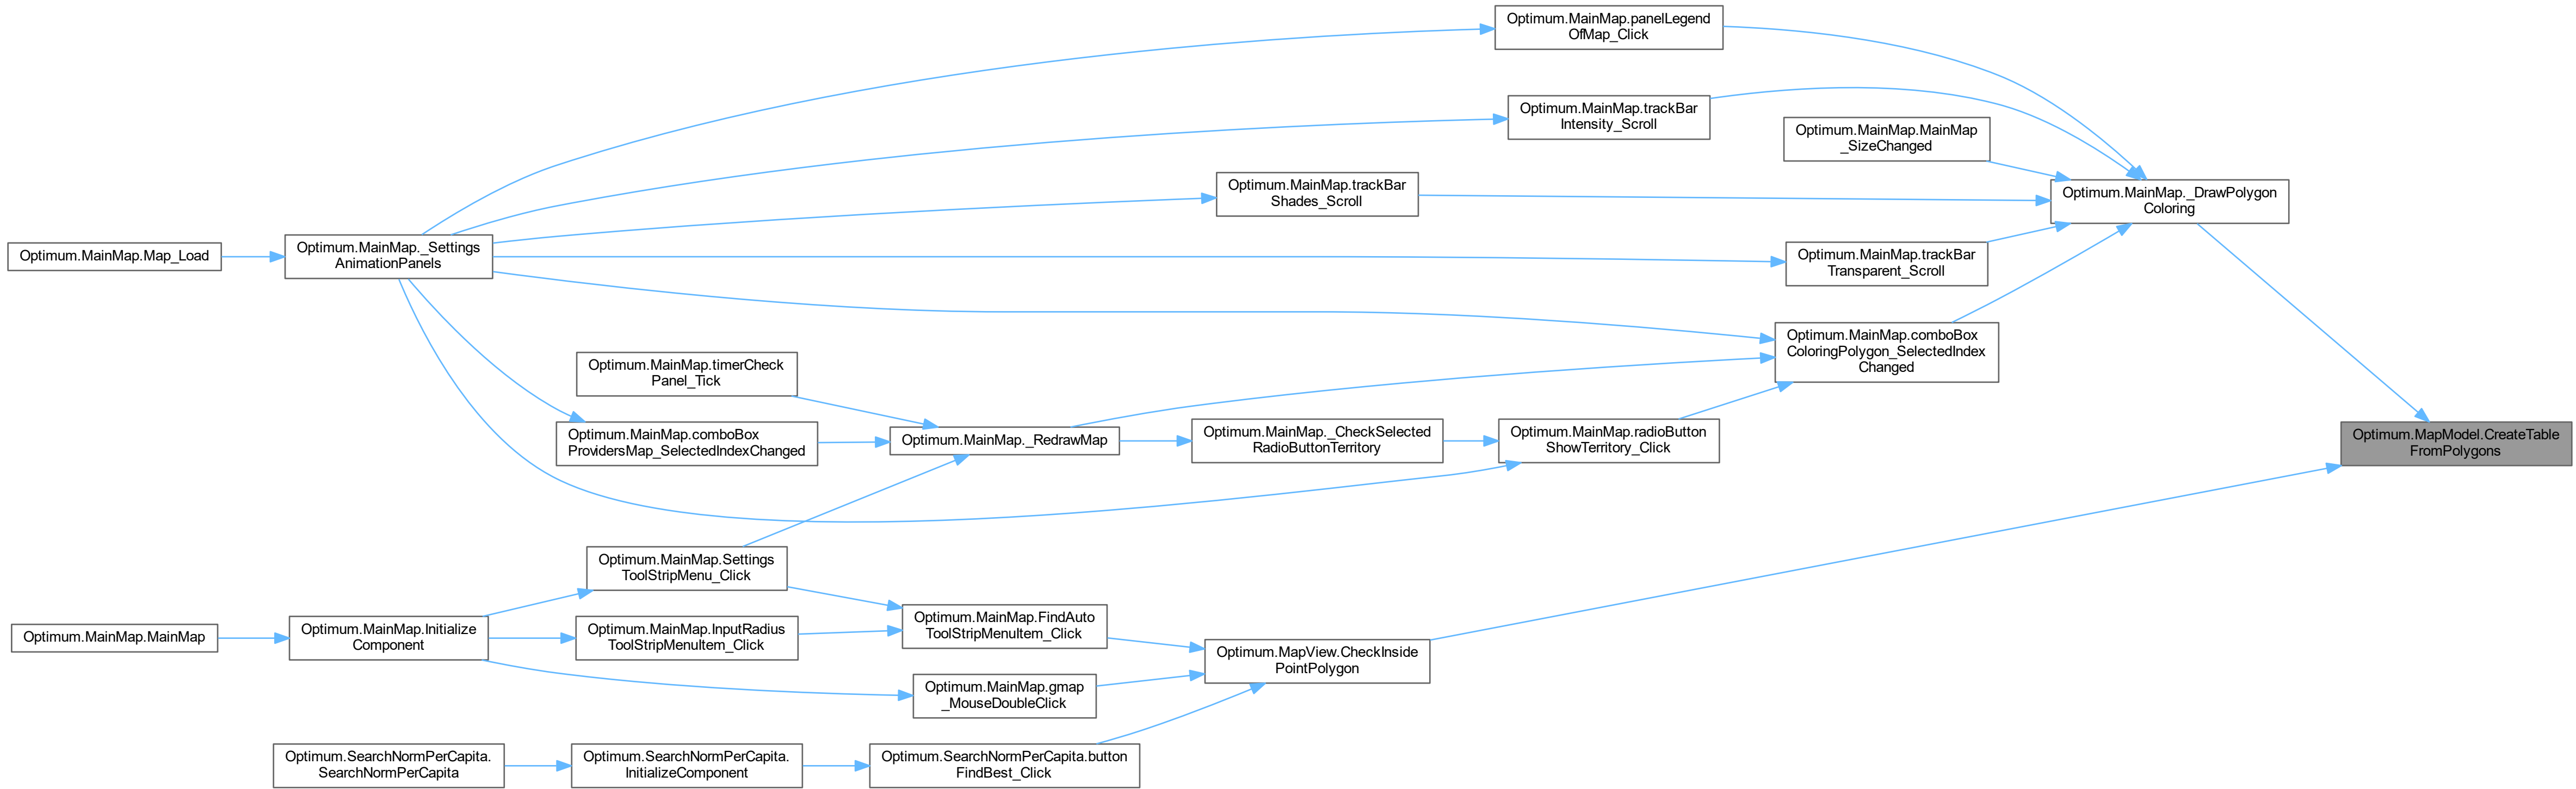 Optimum.MainMap.panelLegend
OfMap_Click
Optimum.MainMap.trackBar
Intensity_Scroll
Optimum.MainMap.MainMap
_SizeChanged
Optimum.MainMap.trackBar
Shades_Scroll
Optimum.MainMap._DrawPolygon
Coloring
Optimum.MainMap.Map_Load
Optimum.MainMap._Settings
AnimationPanels
Optimum.MainMap.trackBar
Transparent_Scroll
Optimum.MainMap.comboBox
ColoringPolygon_SelectedIndex
Changed
Optimum.MainMap.timerCheck
Panel_Tick
Optimum.MainMap.comboBox
ProvidersMap_SelectedIndexChanged
Optimum.MainMap._RedrawMap
Optimum.MainMap._CheckSelected
RadioButtonTerritory
Optimum.MainMap.radioButton
ShowTerritory_Click
Optimum.MapModel.CreateTable
FromPolygons
Optimum.MainMap.Settings
ToolStripMenu_Click
Optimum.MainMap.MainMap
Optimum.MainMap.Initialize
Component
Optimum.MainMap.InputRadius
ToolStripMenuItem_Click
Optimum.MainMap.FindAuto
ToolStripMenuItem_Click
Optimum.MapView.CheckInside
PointPolygon
Optimum.MainMap.gmap
_MouseDoubleClick
Optimum.SearchNormPerCapita.
SearchNormPerCapita
Optimum.SearchNormPerCapita.
InitializeComponent
Optimum.SearchNormPerCapita.button
FindBest_Click